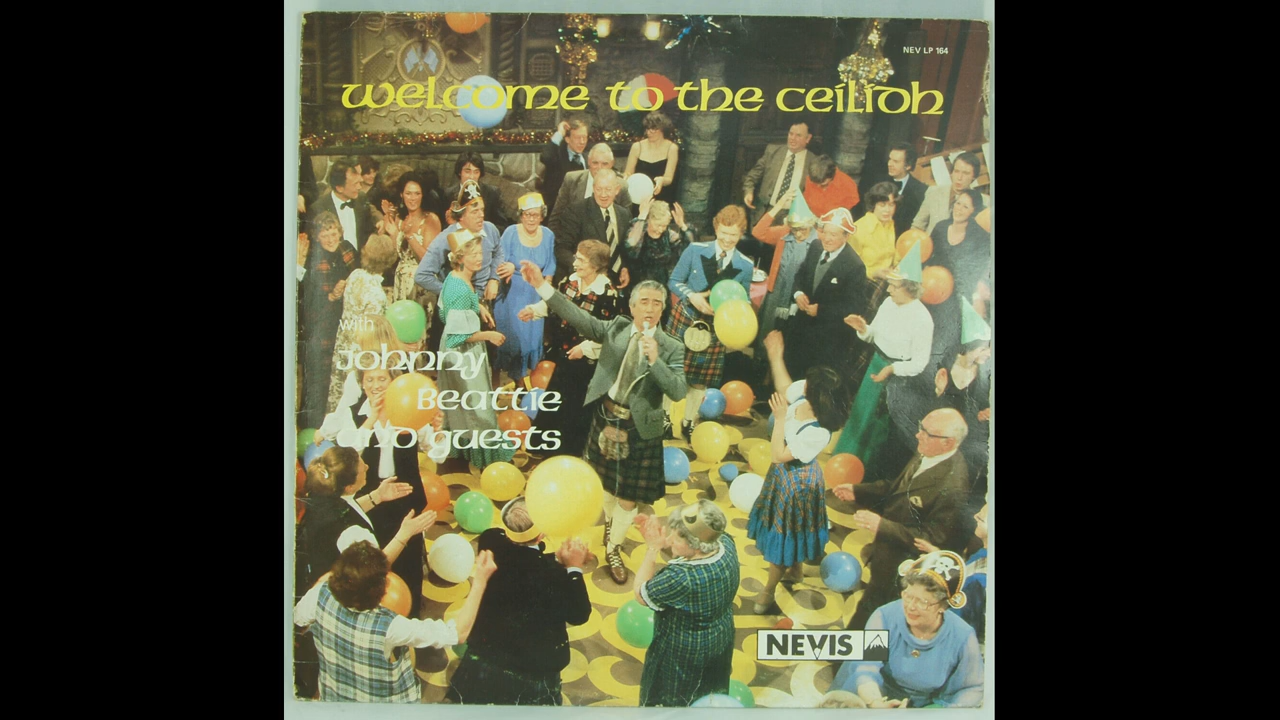 NEV LP 164
welcome to the ceilidh
with
Johnny
Beattie
and guests
NEVIS